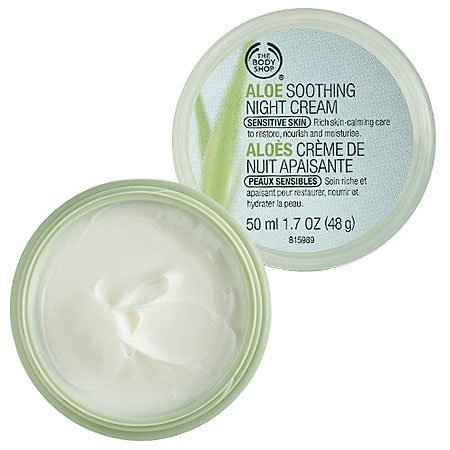 THE
BODY
SHOP
®
ALOE SOOTHING
NIGHT CREAM
SENSITIVE SKIN Rich skin-calming care
to restore, nourish and moisturise.
ALOÈS CRÈME DE
NUIT APAISANTE
PEAUX SENSIBLES Soin riche et
apaisant pour restaurer, nourrir et
hydrater la peau.
50 ml 1.7 OZ (48 g)
815989